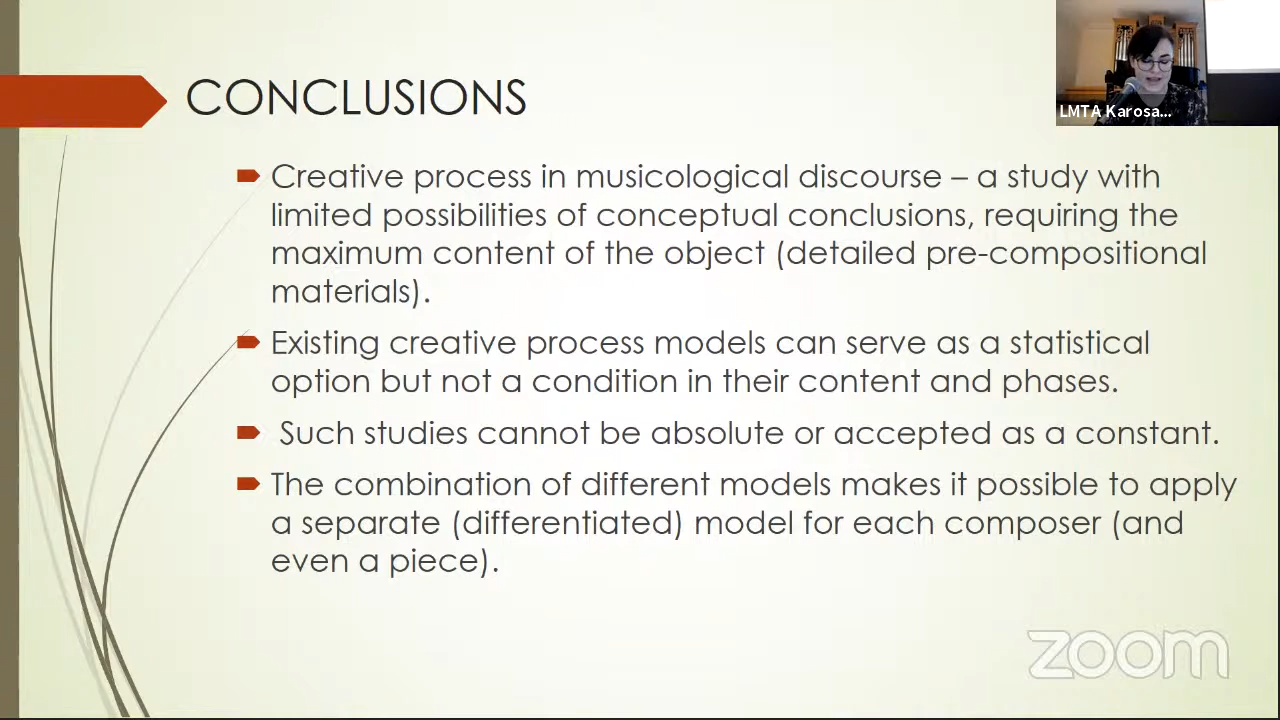 CONCLUSIONS
LMTA Karosa...
Creative process in musicological discourse – a study with
limited possibilities of conceptual conclusions, requiring the
maximum content of the object (detailed pre-compositional
materials).
Existing creative process models can serve as a statistical
option but not a condition in their content and phases.
Such studies cannot be absolute or accepted as a constant.
The combination of different models makes it possible to apply
a separate (differentiated) model for each composer (and
even a piece).
zoom